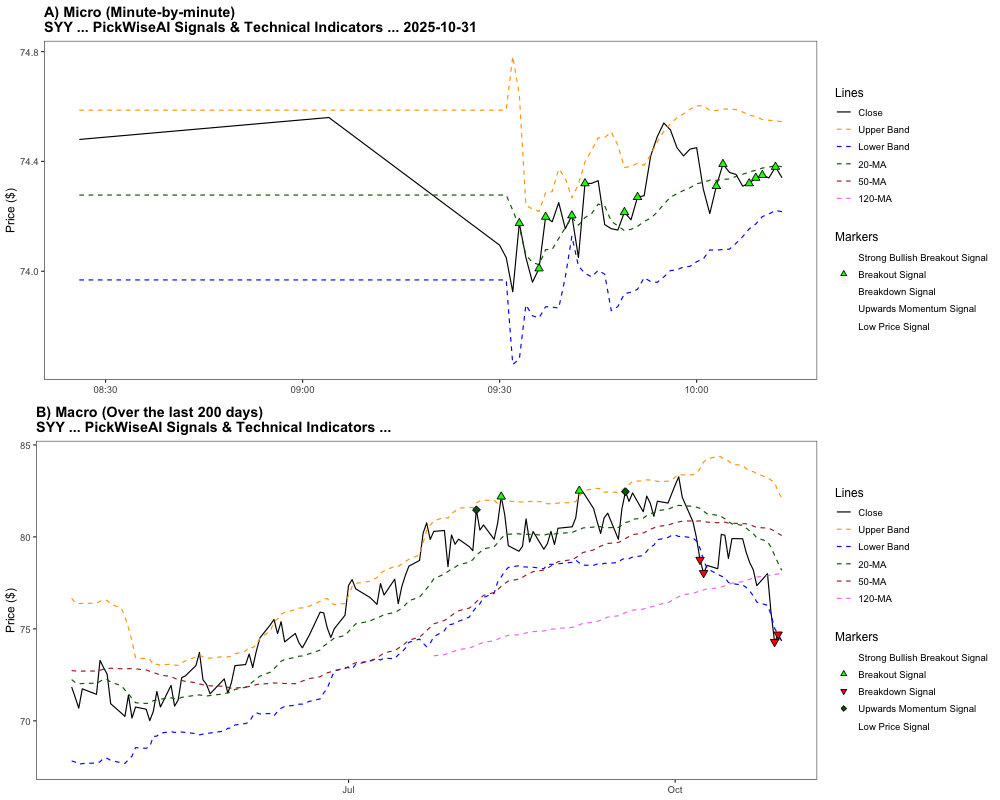 A) Micro (Minute-by-minute)
SYY ... PickWiseAI Signals & Technical Indicators ... 2025-10-31
Price ($)
74.8
74.4
74.0
08:30
09:00
09:30
10:00
Lines
Close
Upper Band
Lower Band
20-MA
50-MA
120-MA
Markers
Strong Bullish Breakout Signal
Breakout Signal
Breakdown Signal
Upwards Momentum Signal
Low Price Signal
B) Macro (Over the last 200 days)
SYY ... PickWiseAI Signals & Technical Indicators ...
Price ($)
85
80
75
70
Jul
Oct
Lines
Close
Upper Band
Lower Band
20-MA
50-MA
120-MA
Markers
Strong Bullish Breakout Signal
Breakout Signal
Breakdown Signal
Upwards Momentum Signal
Low Price Signal